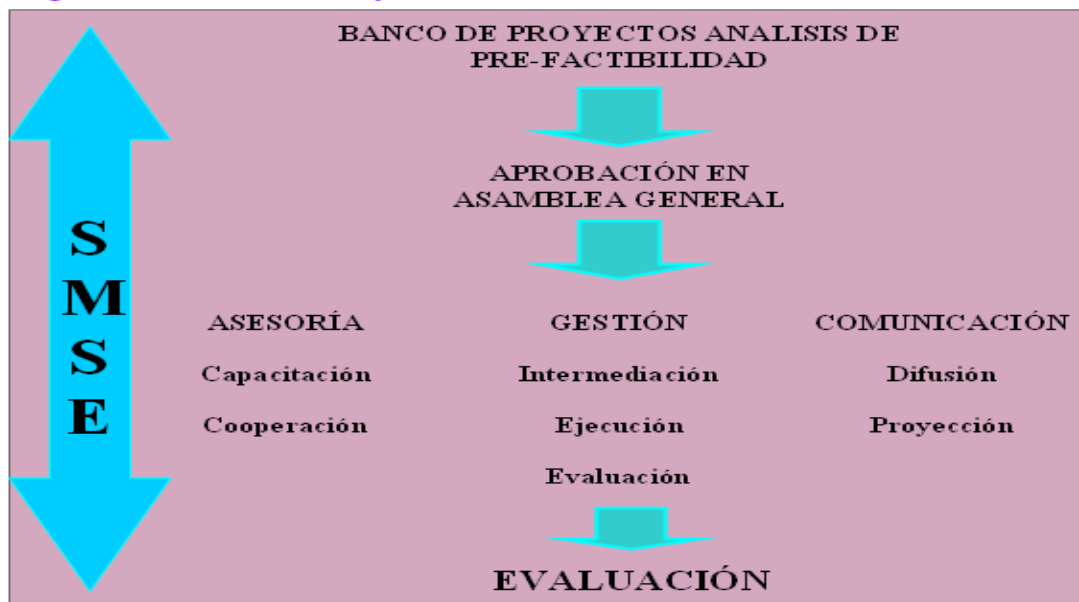 BANCO DE PROYECTOS ANALISIS DE
PRE-FACTIBILIDAD
APROBACIÓN EN
ASAMBLEA GENERAL
S
M
S
E
ASESORÍA GESTIÓN COMUNICACIÓN
Capacitación Intermediación Difusión
Cooperación Ejecución Proyección
Evaluación
EVALUACIÓN